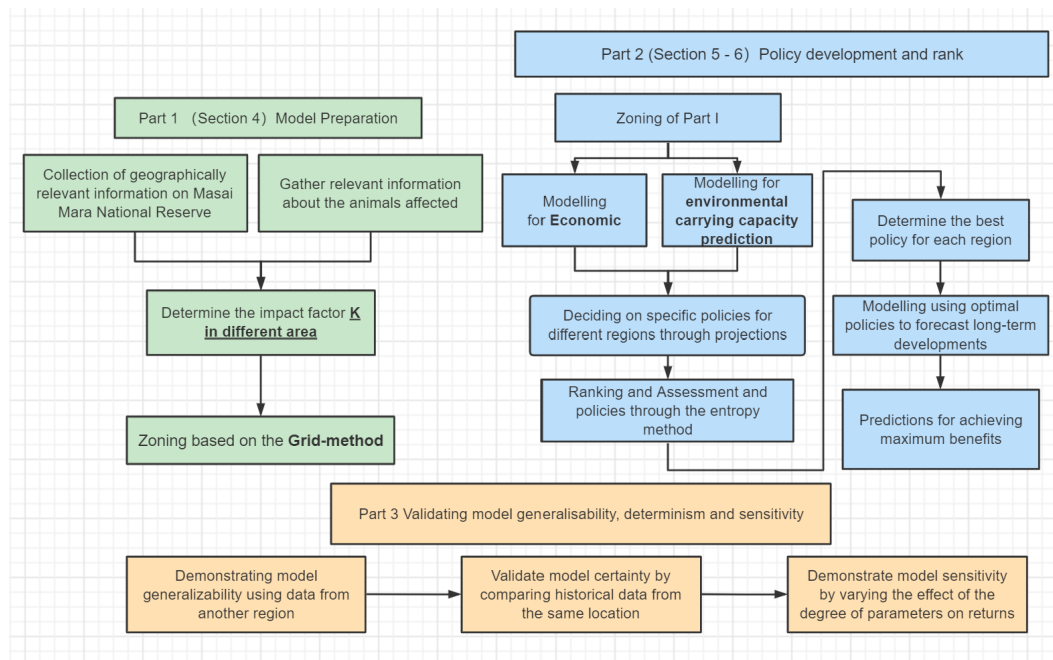 Part 1 （Section 4）Model Preparation
Collection of geographically
relevant information on Masai
Mara National Reserve
Gather relevant information
about the animals affected
Determine the impact factor K
in different area
Zoning based on the Grid-method
Part 2 (Section 5 - 6）Policy development and rank
Zoning of Part I
Modelling
for Economic
Modelling for
environmental
carrying capacity
prediction
Deciding on specific policies for
different regions through projections
Ranking and Assessment and
policies through the entropy
method
Determine the best
policy for each region
Modelling using optimal
policies to forecast long-term
developments
Predictions for achieving
maximum benefits
Part 3 Validating model generalisability, determinism and sensitivity
Demonstrating model
generalizability using data from
another region
Validate model certainty by
comparing historical data from
the same location
Demonstrate model sensitivity
by varying the effect of the
degree of parameters on returns